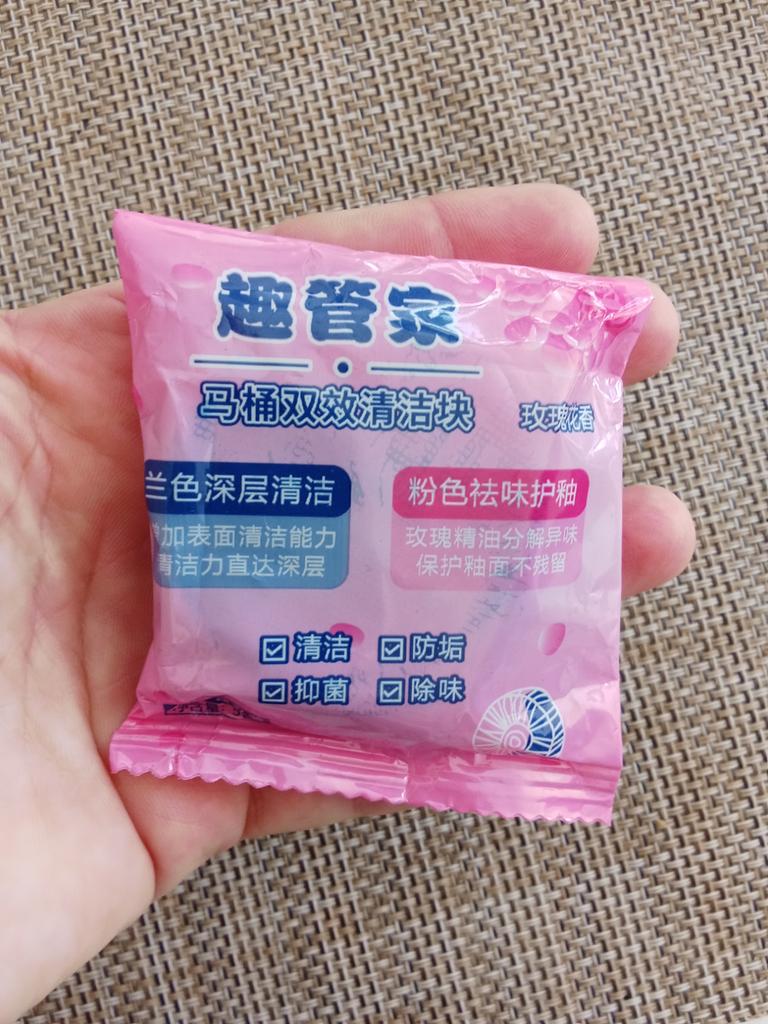 趣管家
马桶双效清洁块
玫瑰花香
兰色深层清洁
加表面清洁能力
清洁力直达深层
粉色祛味护釉
玫瑰精油分解异味
保护釉面不残留
清洁
防垢
抑菌
除味
净含量: